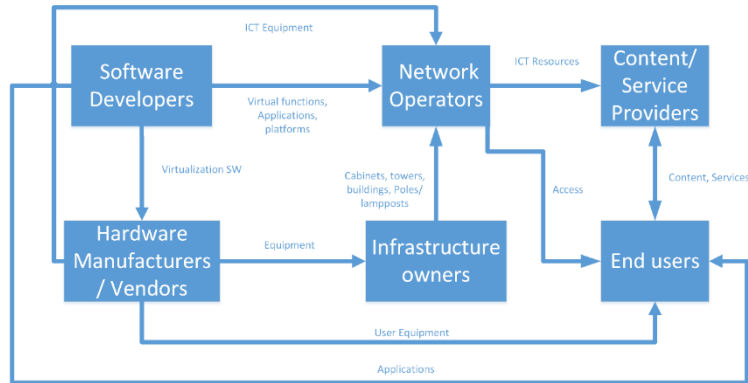 ICT Equipment
Software
Developers
Network
Operators
ICT Resources
Content/
Service
Providers
Virtual functions,
Applications,
platforms
Virtualization SW
Cabinets, towers,
buildings, Poles/
lampposts
Access
Content, Services
Hardware
Manufacturers
/ Vendors
Equipment
Infrastructure
owners
End users
User Equipment
Applications